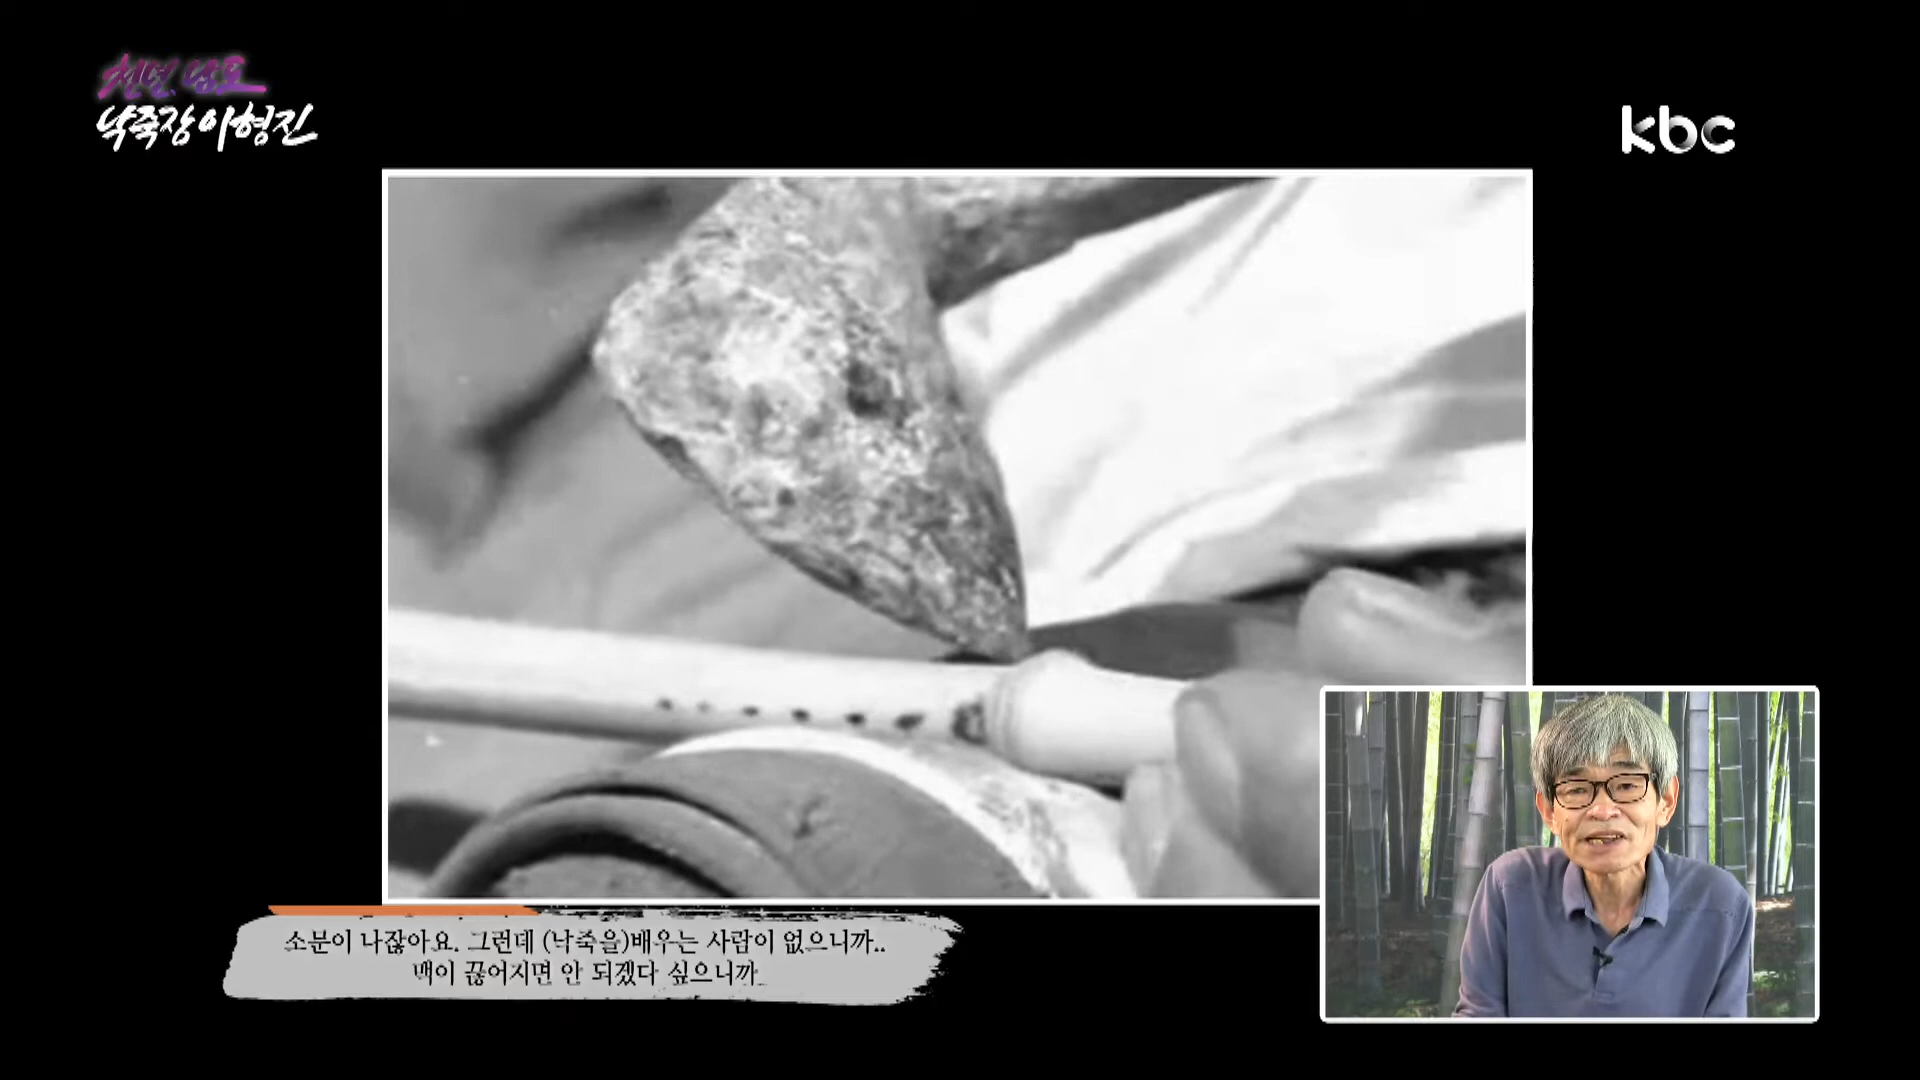 천년, 남도
낙죽장 이형진
kbc
소문이 나잖아요. 그런데 (낙죽을)배우는 사람이 없으니까..
맥이 끊어지면 안 되겠다 싶으니까